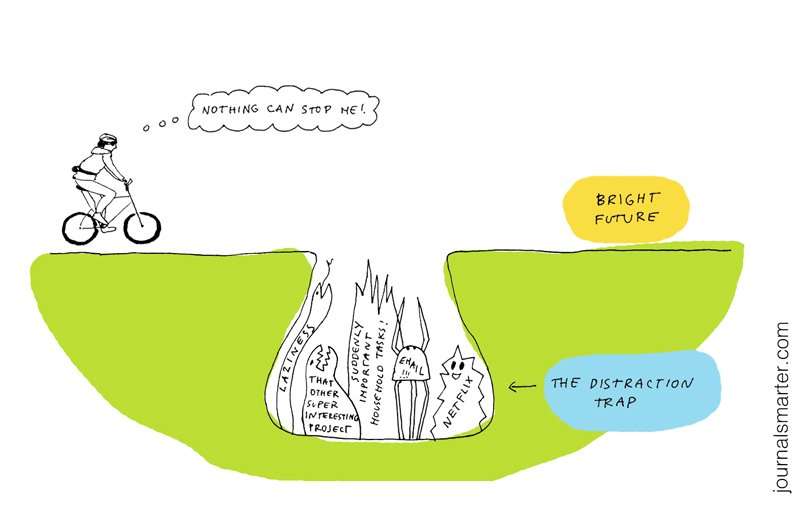 NOTHING CAN STOP ME!
BRIGHT
FUTURE
LAZINESS
THAT
OTHER
SUPER
INTERESTING
PROJECT
SUDDENLY
IMPORTANT
HOUSEHOLD TASKS!
EMAIL
!!!
NETFLIX
THE DISTRACTION
TRAP
journalsmarter.com